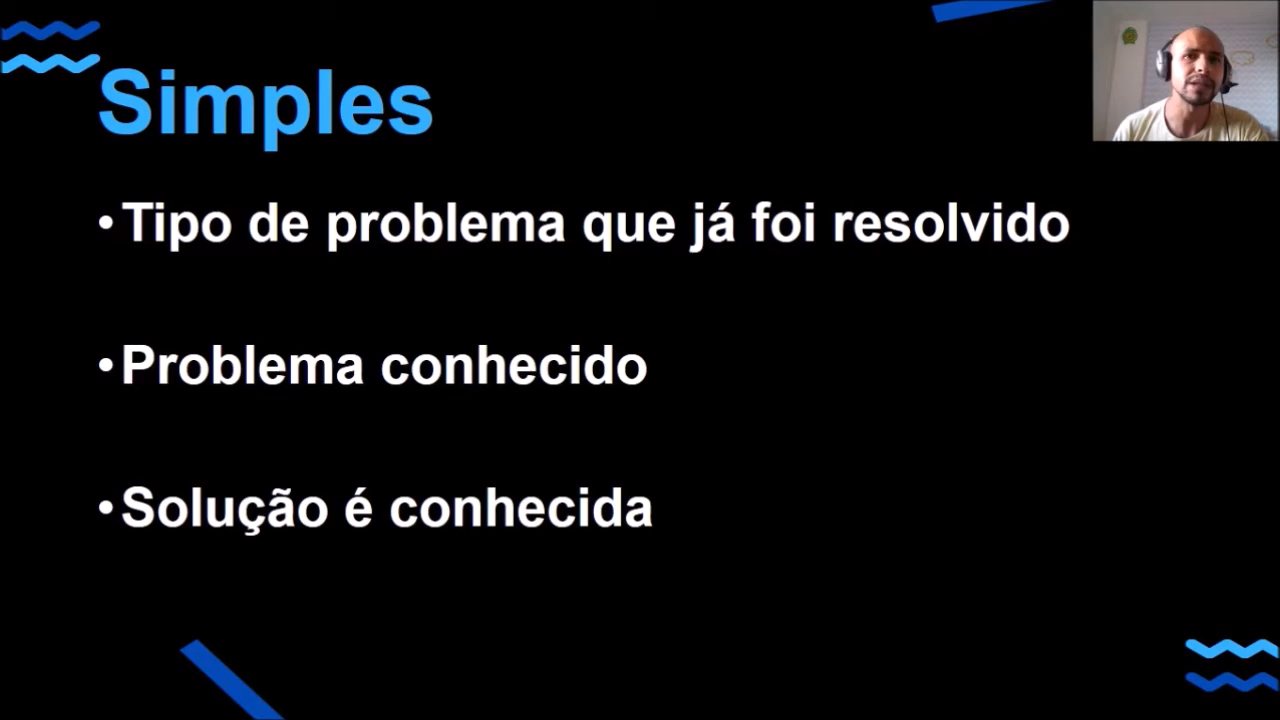 Simples
•Tipo de problema que já foi resolvido
•Problema conhecido
•Solução é conhecida